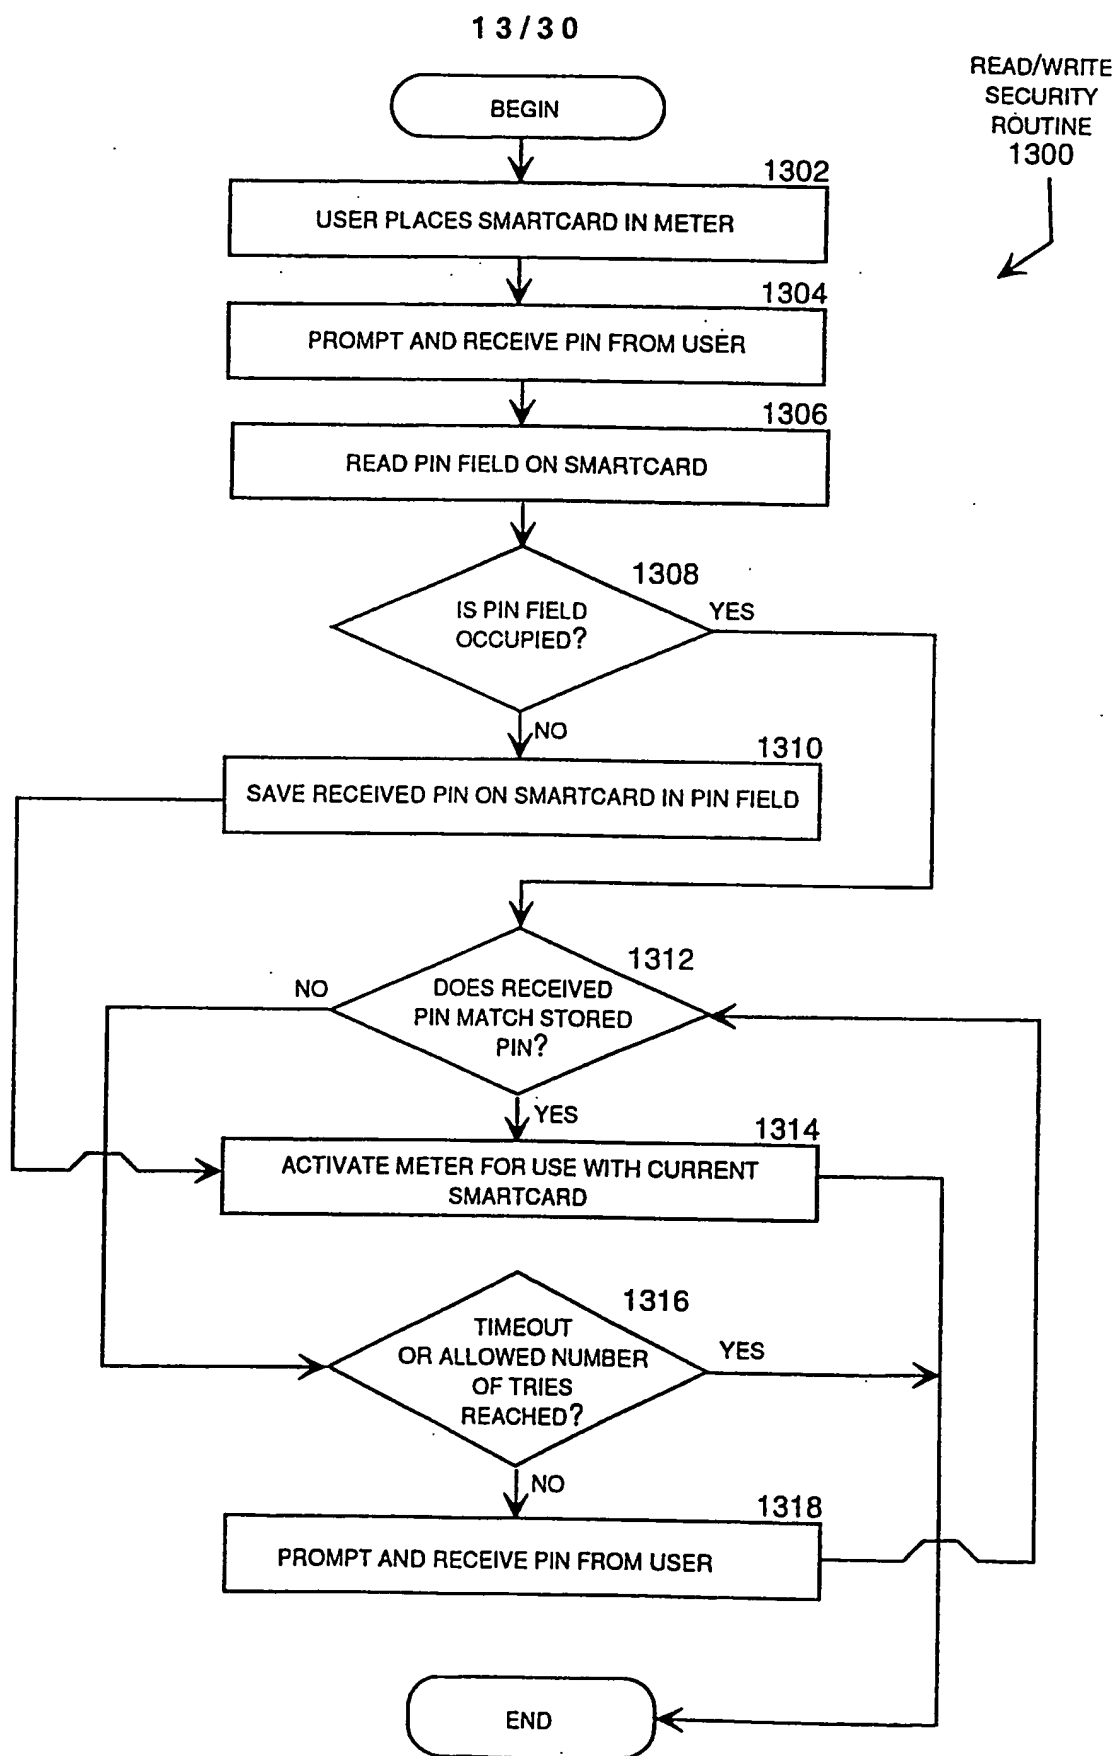 13/30
READ/WRITE
SECURITY
ROUTINE
1300
BEGIN
1302
USER PLACES SMARTCARD IN METER
1304
PROMPT AND RECEIVE PIN FROM USER
1306
READ PIN FIELD ON SMARTCARD
1308
IS PIN FIELD
OCCUPIED?
YES
NO
1310
SAVE RECEIVED PIN ON SMARTCARD IN PIN FIELD
1312
NO
DOES RECEIVED
PIN MATCH STORED
PIN?
YES
1314
ACTIVATE METER FOR USE WITH CURRENT
SMARTCARD
1316
TIMEOUT
OR ALLOWED NUMBER
OF TRIES
REACHED?
YES
NO
1318
PROMPT AND RECEIVE PIN FROM USER
END